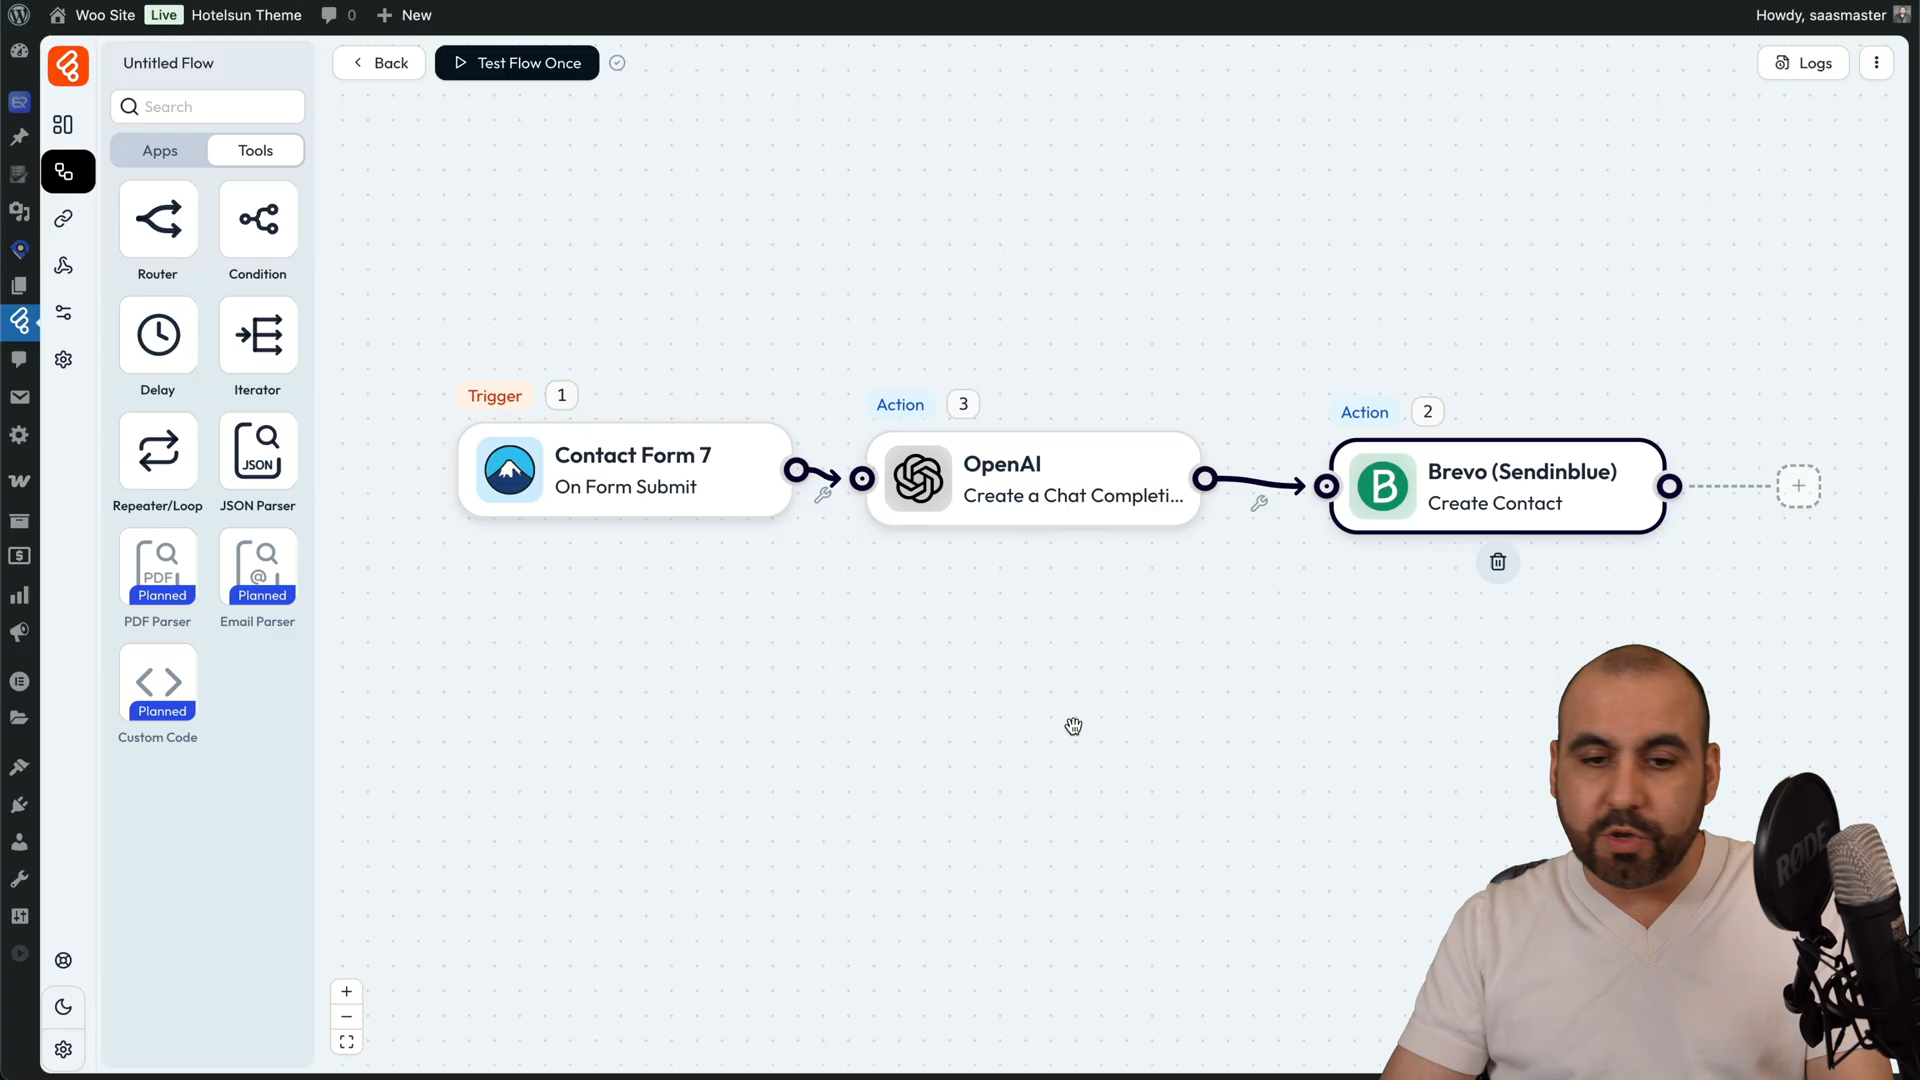 Woo Site Live Hotelsun Theme 0 New
Howdy, saasmaster
Untitled Flow
Back
Test Flow Once
Logs
Search
Apps
Tools
Router
Condition
Delay
Iterator
JSON
Repeater/Loop
JSON Parser
PDF
@
Planned
Planned
PDF Parser
Email Parser
Planned
Custom Code
Trigger 1
Contact Form 7
On Form Submit
Action 3
OpenAI
Create a Chat Completi...
Action 2
B
Brevo (Sendinblue)
Create Contact
RØDE